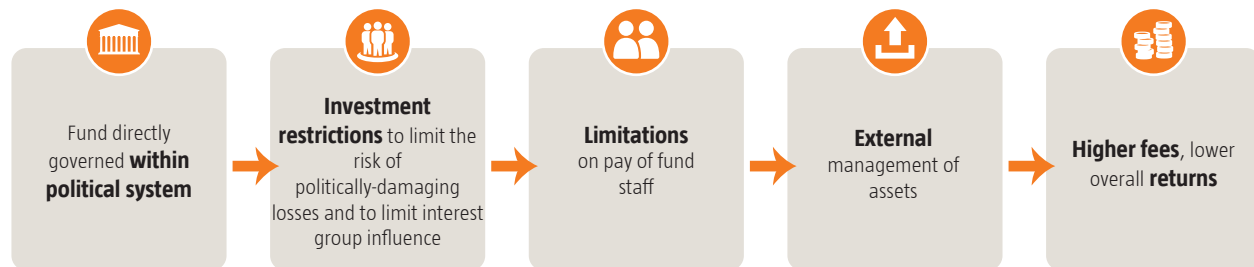 Fund directly
governed within
political system
Investment
restrictions to limit the
risk of
politically-damaging
losses and to limit interest
group influence
Limitations
on pay of fund
staff
External
management of
assets
Higher fees, lower
overall returns